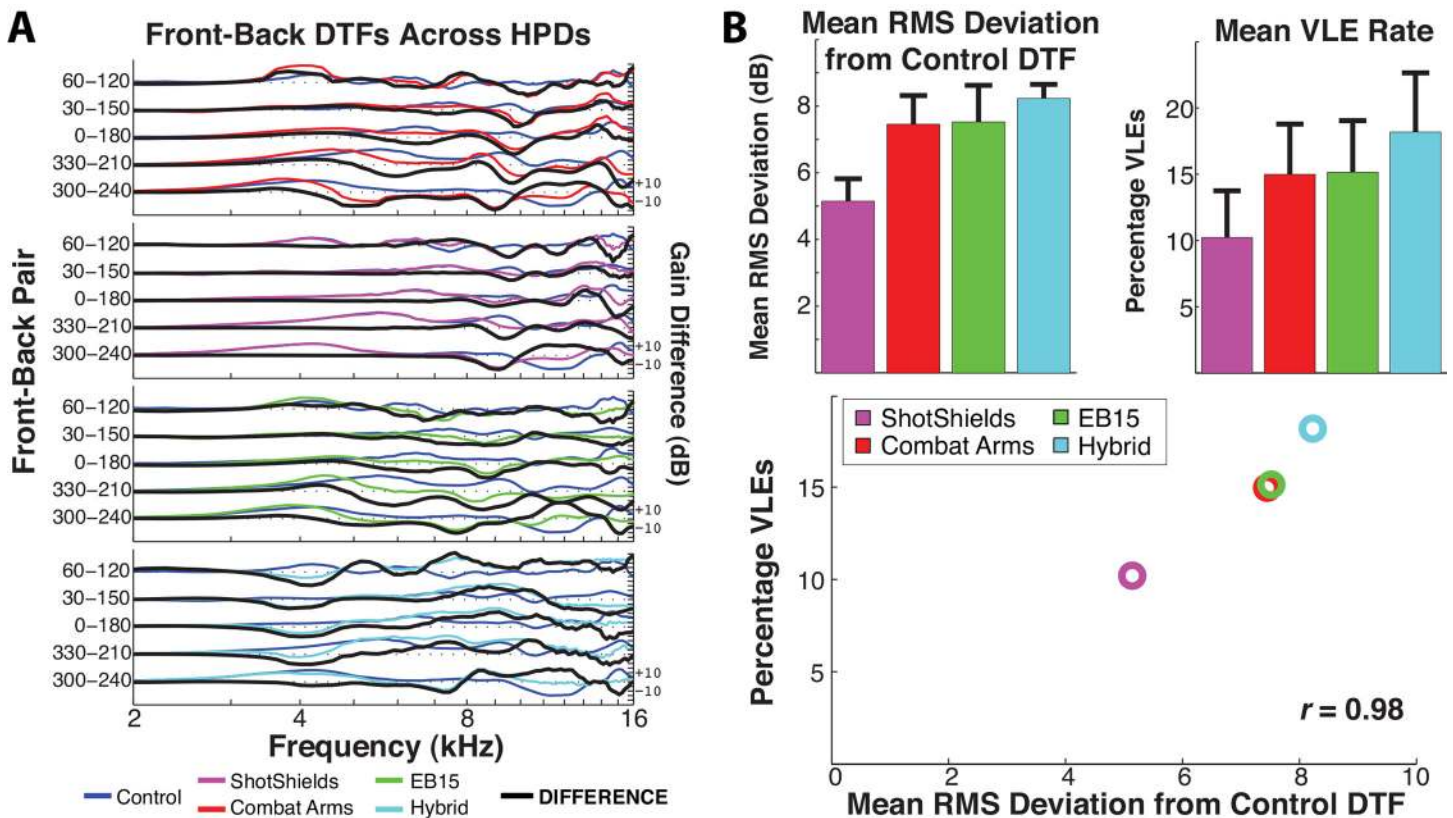 A
Front-Back DTFs Across HPDs
Front-Back Pair
60-120
30-150
0-180
330-210
300-240
+10
-10
60-120
30-150
0-180
330-210
300-240
+10
-10
60-120
30-150
0-180
330-210
300-240
+10
-10
60-120
30-150
0-180
330-210
300-240
+10
-10
Gain Difference (dB)
2 4 8 16
Frequency (kHz)
Control
ShotShields
Combat Arms
EB15
Hybrid
DIFFERENCE
B
Mean RMS Deviation
from Control DTF
Mean RMS Deviation (dB)
8
6
4
2
Mean VLE Rate
Percentage VLEs
20
15
10
5
ShotShields
Combat Arms
EB15
Hybrid
Percentage VLEs
15
10
5
r = 0.98
0 2 4 6 8 10
Mean RMS Deviation from Control DTF